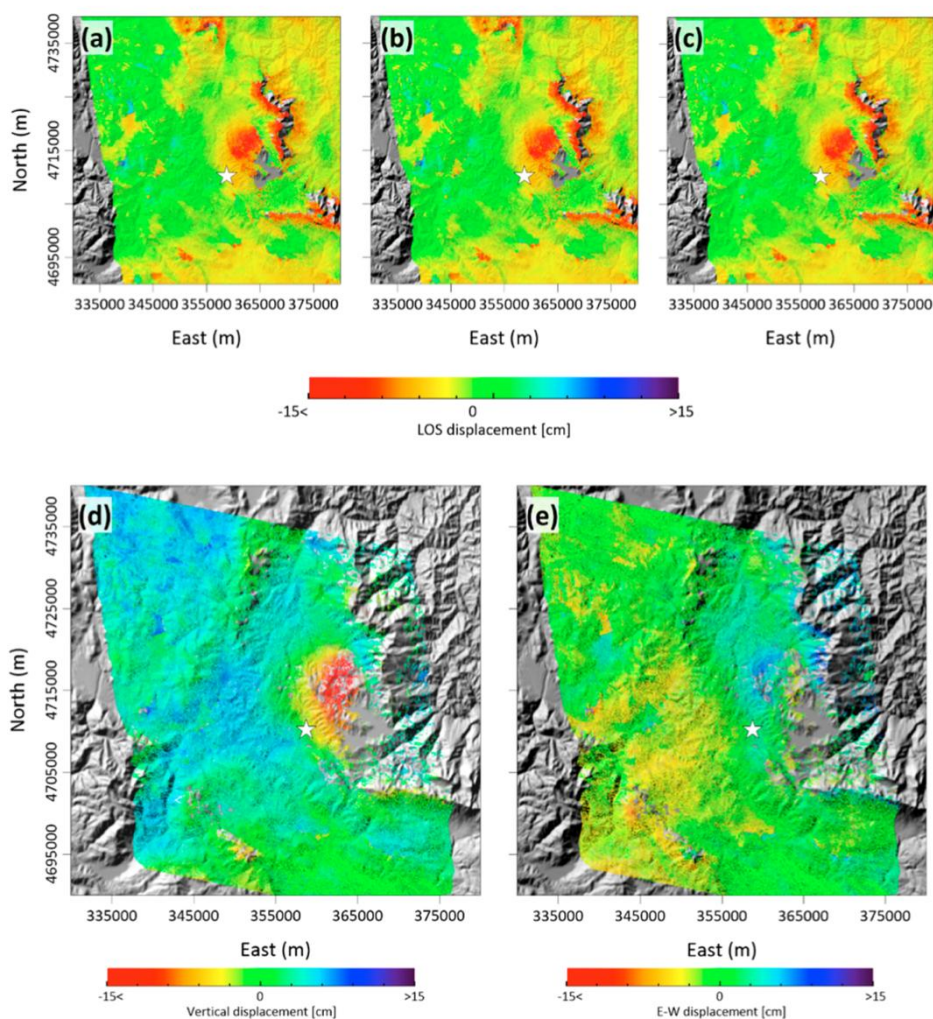 (a)
(b)
(c)
North (m)
4735000
4715000
4695000
335000 345000 355000 365000 375000
335000 345000 355000 365000 375000
335000 345000 355000 365000 375000
East (m)
East (m)
East (m)
-15<
0
>15
LOS displacement [cm]
(d)
(e)
North (m)
4735000
4725000
4715000
4705000
4695000
335000 345000 355000 365000 375000
335000 345000 355000 365000 375000
East (m)
East (m)
-15<
0
>15
Vertical displacement [cm]
-15<
0
>15
E-W displacement [cm]